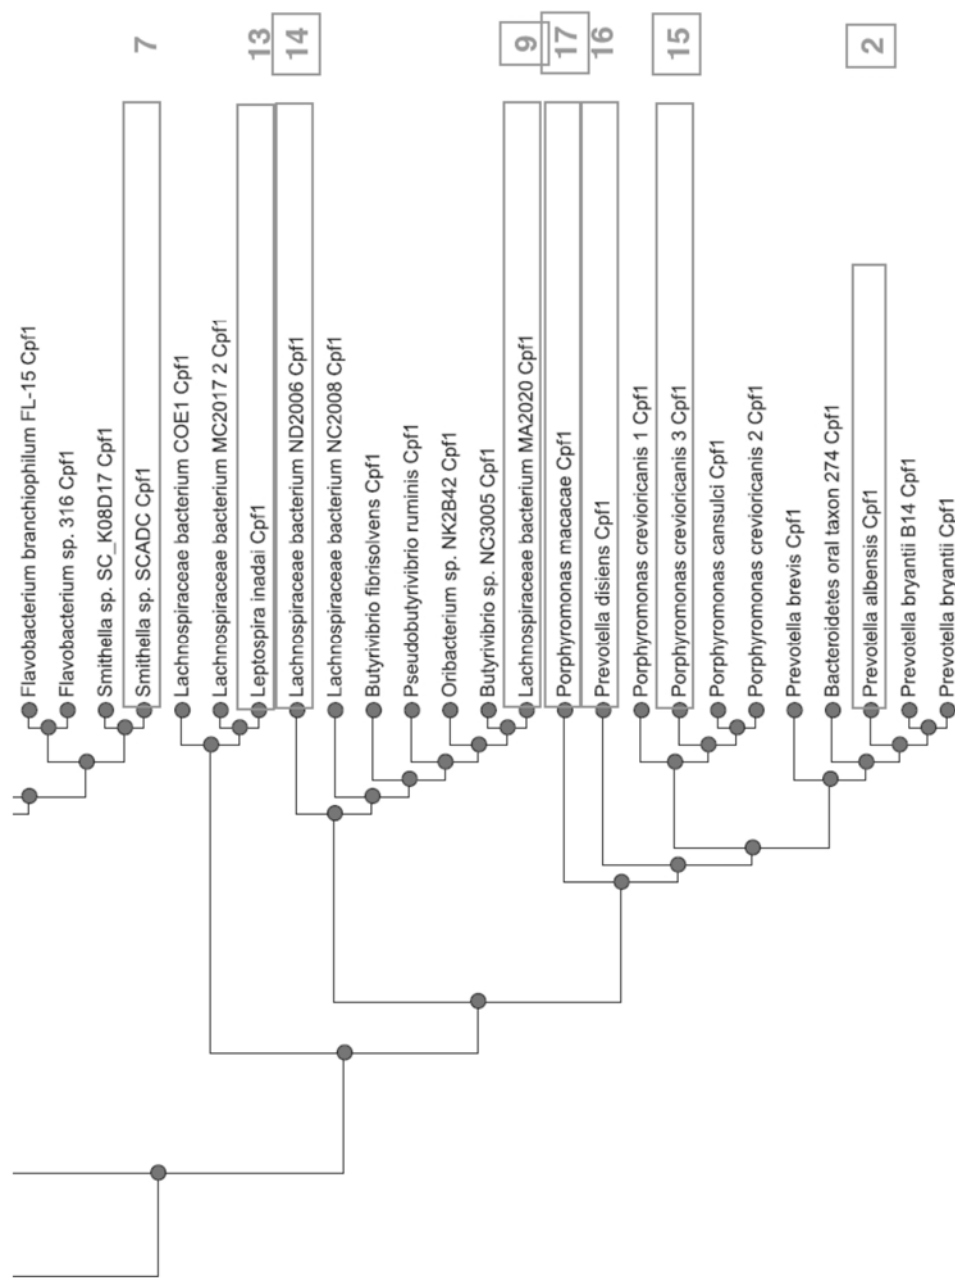 Flavobacterium branchiophilum FL-15 Cpf1
Flavobacterium sp. 316 Cpf1
Smithella sp. SC_K08D17 Cpf1
Smithella sp. SCADC Cpf1
7
Lachnospiraceae bacterium COE1 Cpf1
Lachnospiraceae bacterium MC2017 2 Cpf1
Leptospira inadai Cpf1
13
Lachnospiraceae bacterium ND2006 Cpf1
14
Lachnospiraceae bacterium NC2008 Cpf1
Butyrivibrio fibrisolvens Cpf1
Pseudobutyrivibrio ruminis Cpf1
Oribacterium sp. NK2B42 Cpf1
Butyrivibrio sp. NC3005 Cpf1
Lachnospiraceae bacterium MA2020 Cpf1
9
Porphyromonas macacae Cpf1
17
Prevotella disiens Cpf1
16
Porphyromonas crevioricanis 1 Cpf1
Porphyromonas crevioricanis 3 Cpf1
15
Porphyromonas cansulci Cpf1
Porphyromonas crevioricanis 2 Cpf1
Prevotella brevis Cpf1
Bacteroidetes oral taxon 274 Cpf1
Prevotella albensis Cpf1
2
Prevotella bryantii B14 Cpf1
Prevotella bryantii Cpf1